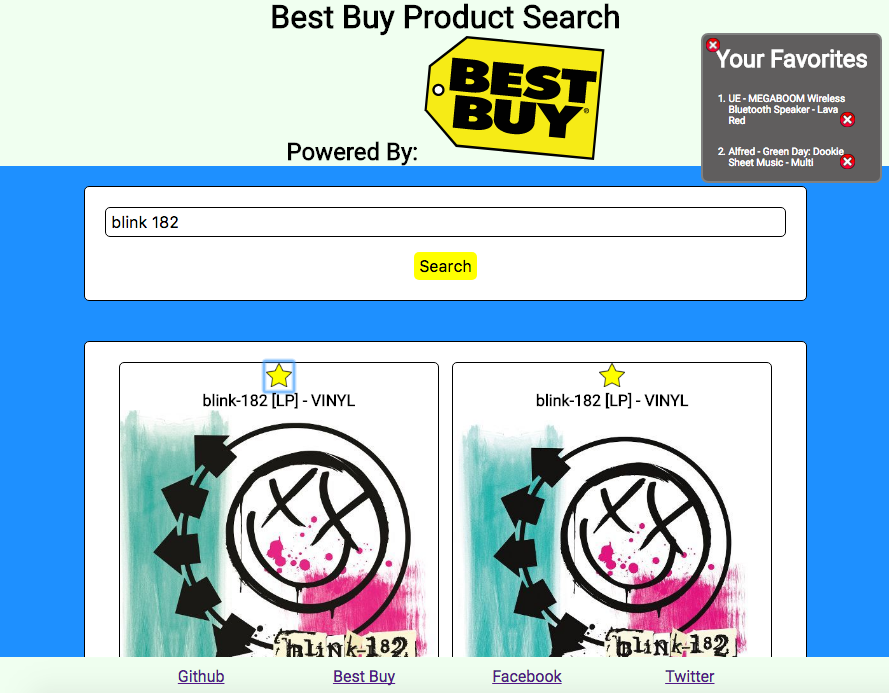 Best Buy Product Search
BEST
BUY
®
Powered By:
Your Favorites
1. UE - MEGABOOM Wireless
Bluetooth Speaker - Lava
Red
2. Alfred - Green Day: Dookie
Sheet Music - Multi
blink 182
Search
blink-182 [LP] - VINYL
blink-182 [LP] - VINYL
blink-182
blink-182
Github
Best Buy
Facebook
Twitter